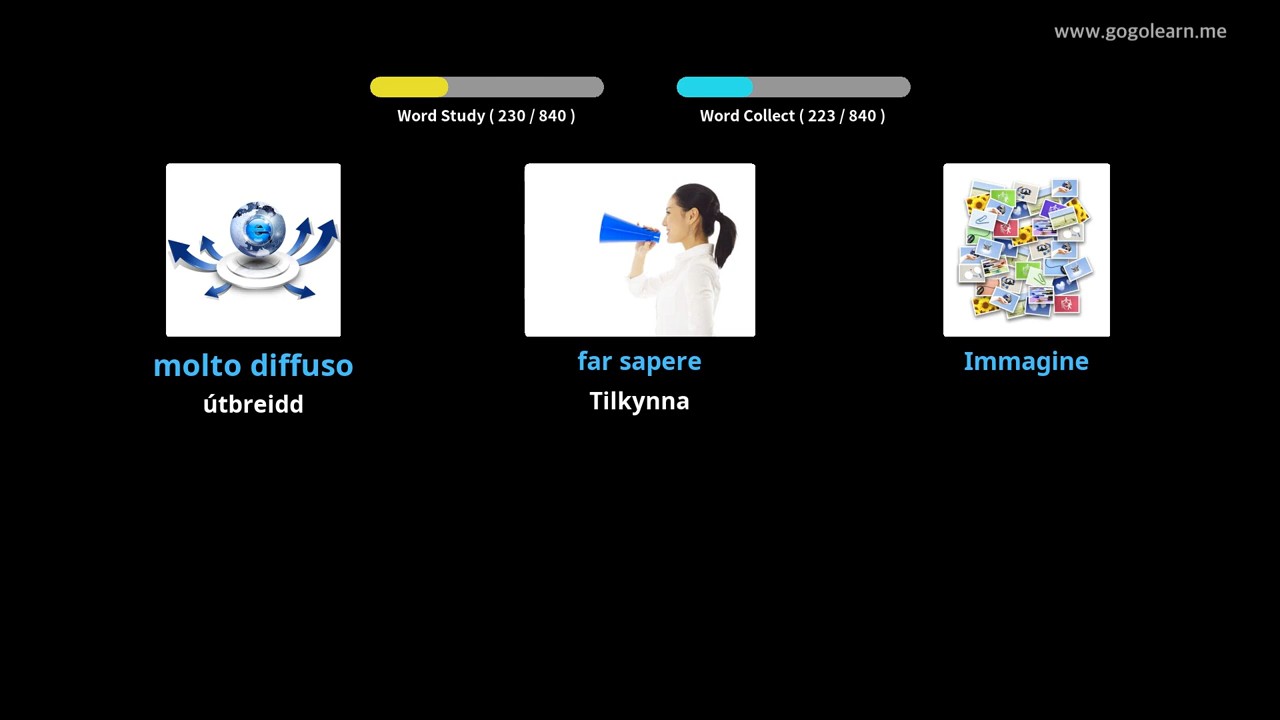 www.gogolearn.me
Word Study ( 230 / 840 )
Word Collect ( 223 / 840 )
molto diffuso
útbreidd
far sapere
Tilkynna
Immagine